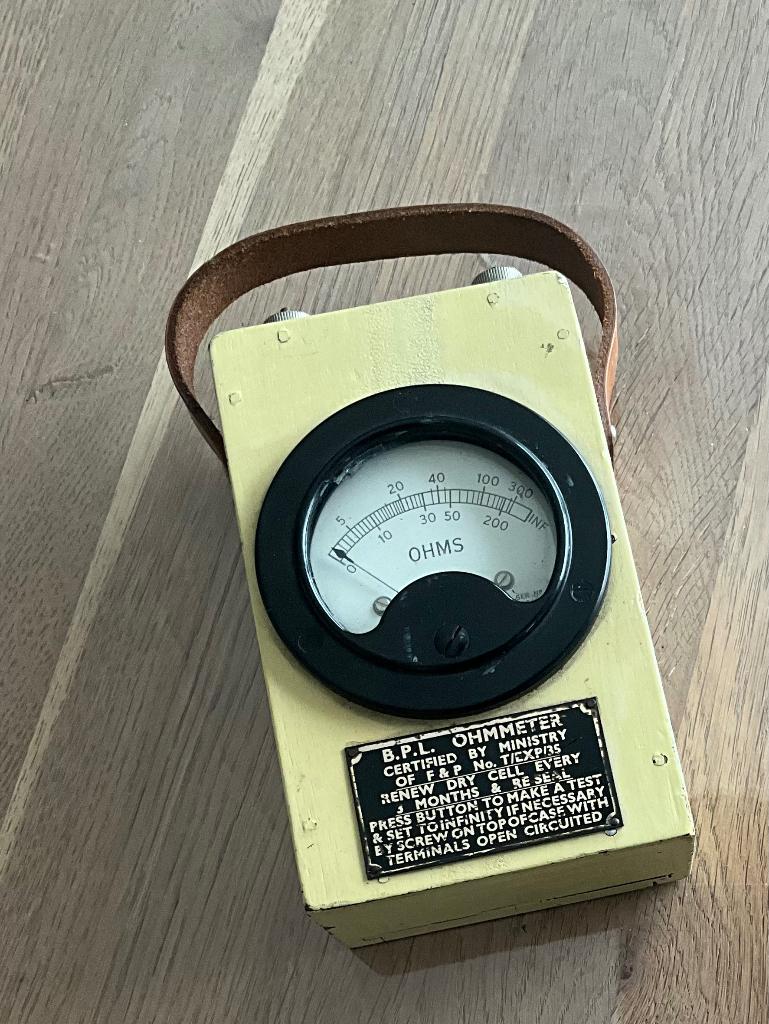 20 40 100 300
5 10 30 50 200 INF
0
OHMS
B.P.L. OHMMETER
CERTIFIED BY MINISTRY
OF F & P No. T/EXP/35
RENEW DRY CELL EVERY
3 MONTHS & RESEAL
PRESS BUTTON TO MAKE A TEST
& SET TO INFINITY IF NECESSARY
BY SCREW ON TOP OF CASE WITH
TERMINALS OPEN CIRCUITED